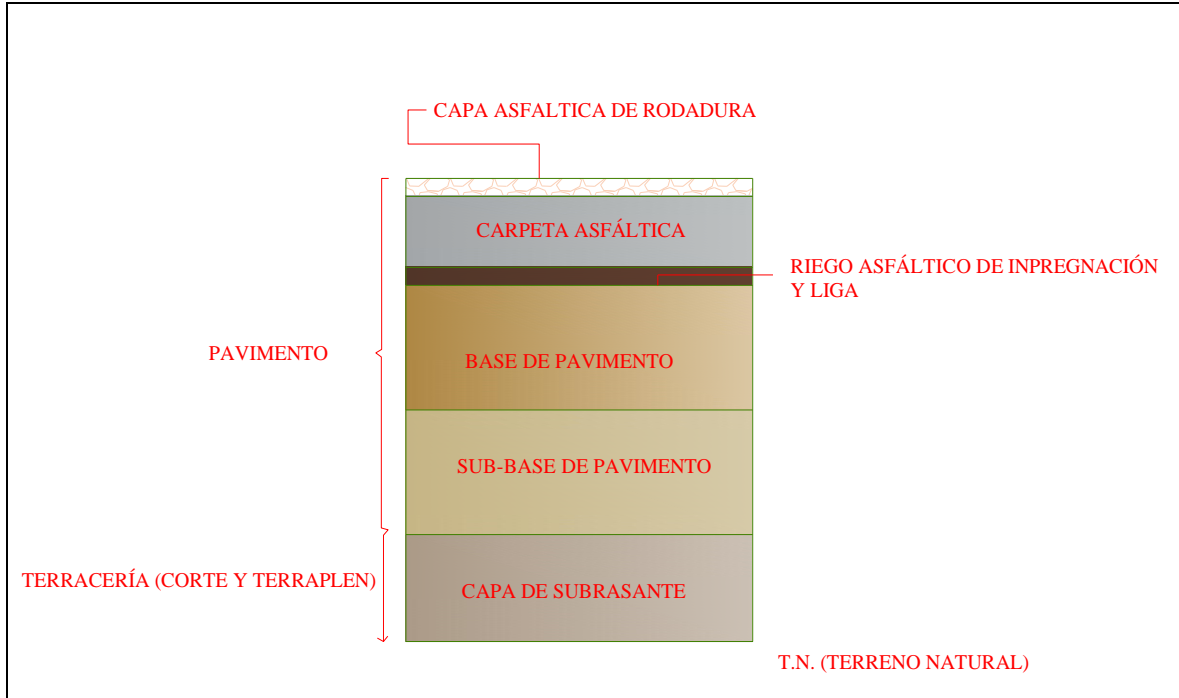 CAPA ASFALTICA DE RODADURA
CARPETA ASFÁLTICA
RIEGO ASFÁLTICO DE INPREGNACIÓN
Y LIGA
PAVIMENTO
BASE DE PAVIMENTO
SUB-BASE DE PAVIMENTO
TERRACERÍA (CORTE Y TERRAPLEN)
CAPA DE SUBRASANTE
T.N. (TERRENO NATURAL)